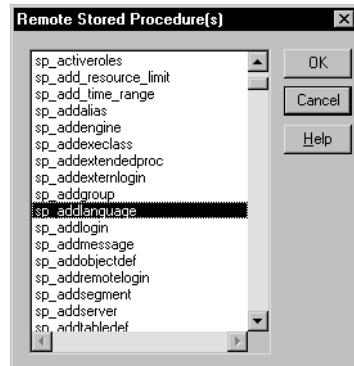 Remote Stored Procedure(s)
sp_activeroles
sp_add_resource_limit
sp_add_time_range
sp_addalias
sp_addengine
sp_addexeclass
sp_addextendedproc
sp_addexternlogin
sp_addgroup
sp_addlanguage
sp_addlogin
sp_addmessage
sp_addobjectdef
sp_addremotelogin
sp_addsegment
sp_addserver
sp_addtabledef
OK
Cancel
Help